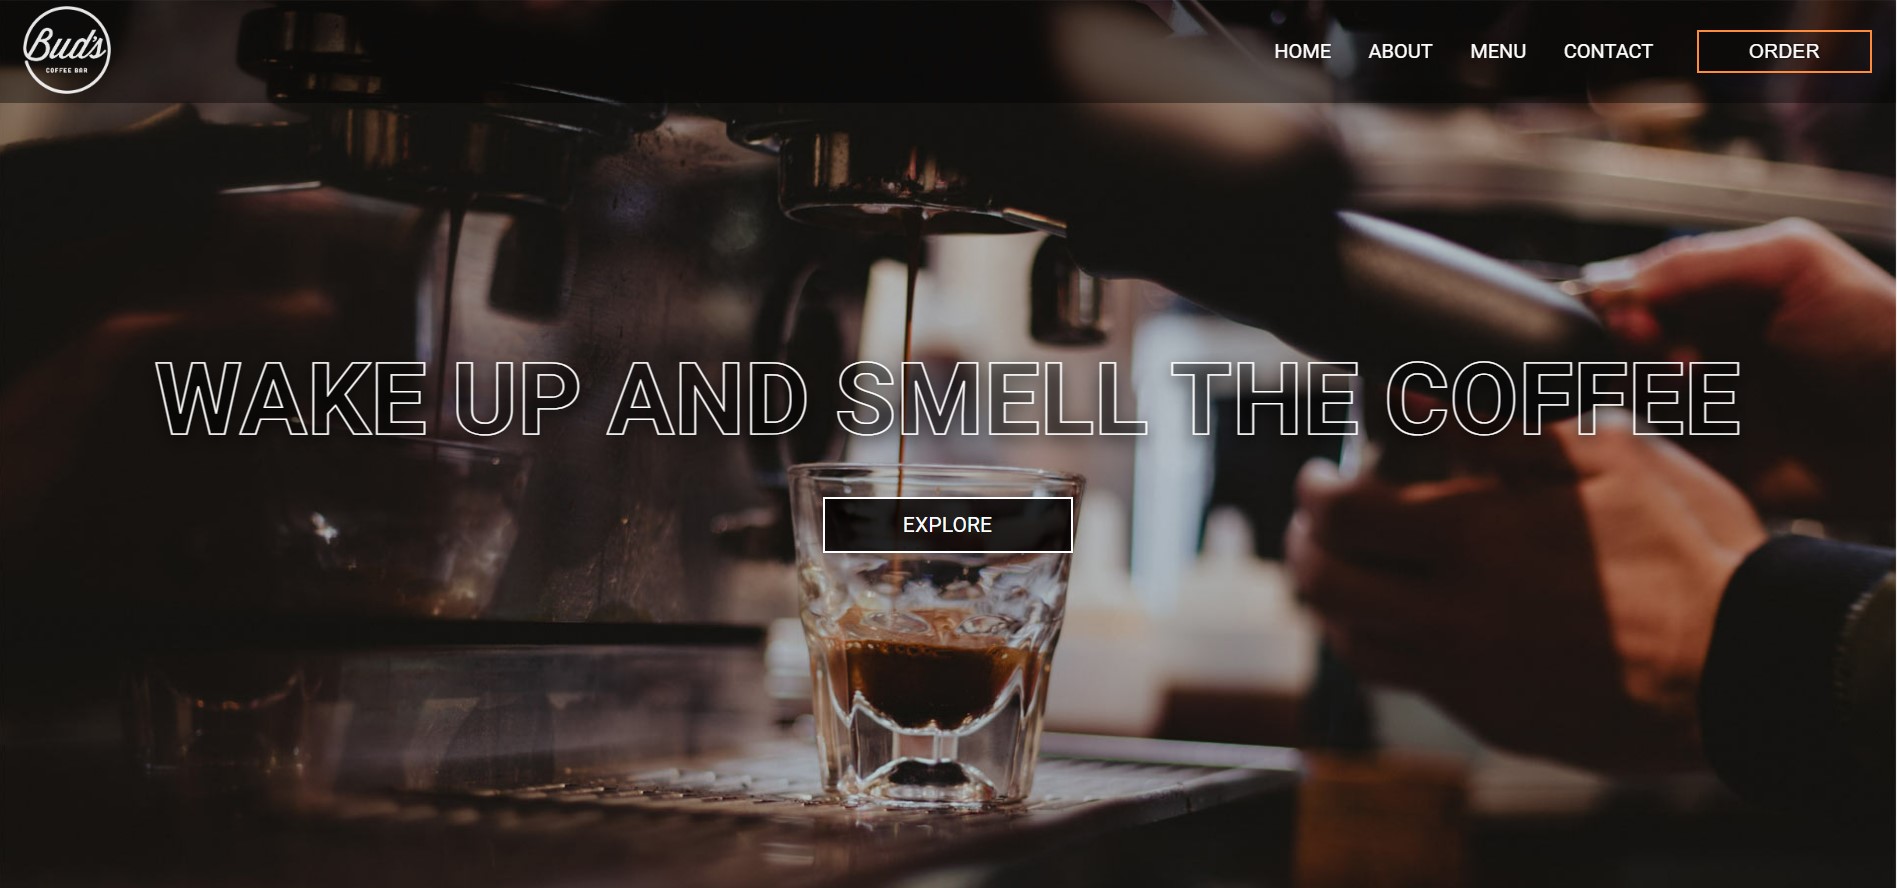 Bud's
COFFEE BAR
HOME ABOUT MENU CONTACT ORDER
WAKE UP AND SMELL THE COFFEE
EXPLORE